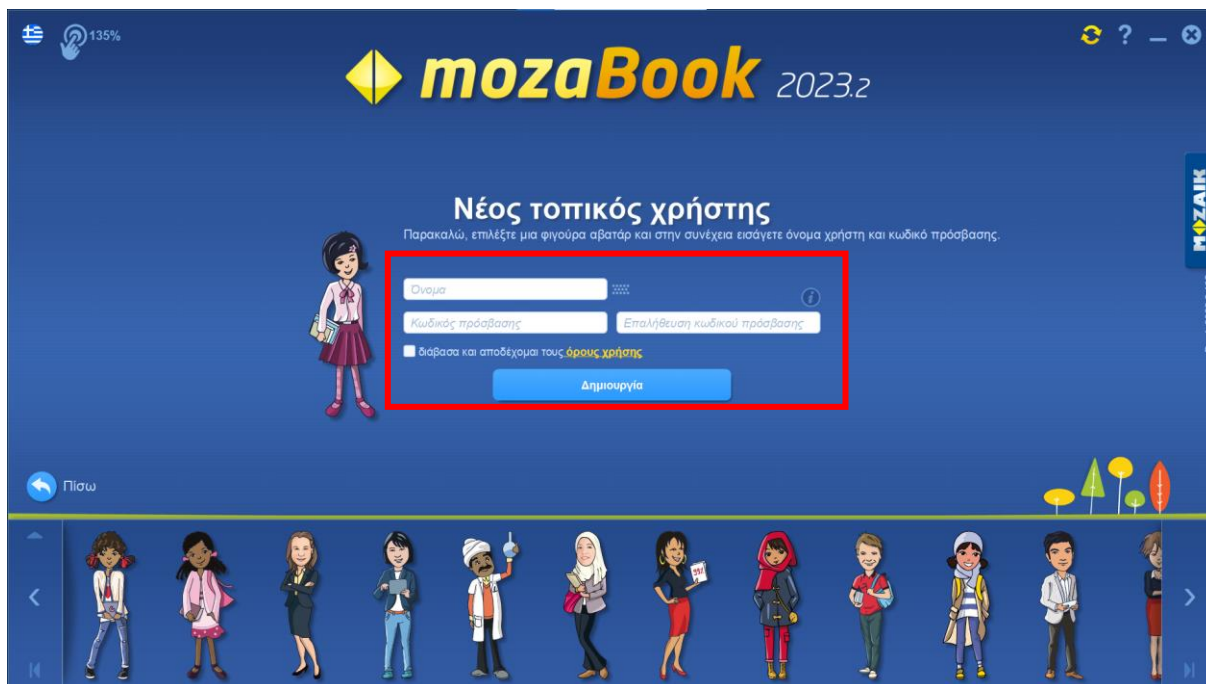 135%
mozaBook 2023.2
MOZAIK
Νέος τοπικός χρήστης
Παρακαλώ, επιλέξτε μια φιγούρα αβατάρ και στην συνέχεια εισάγετε όνομα χρήστη και κωδικό πρόσβασης.
Όνομα
Κωδικός πρόσβασης Επαλήθευση κωδικού πρόσβασης
διάβασα και αποδέχομαι τους όρους χρήσης
Δημιουργία
Πίσω